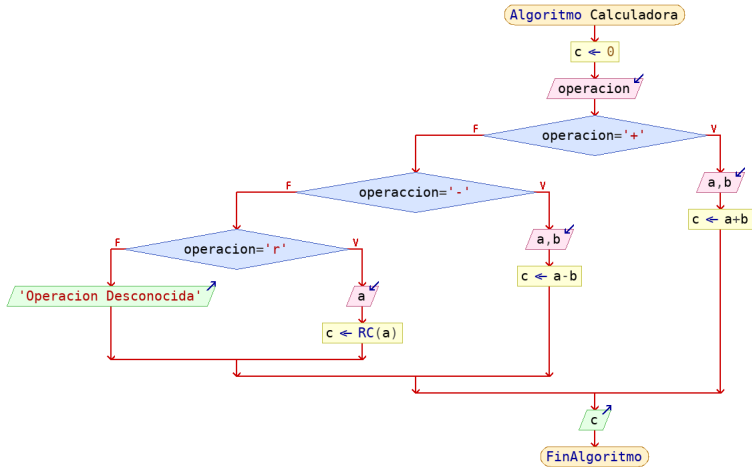 Algoritmo Calculadora
c ← 0
operacion
F operacion='+' V
F operaccion='-' V
a,b
c ← a+b
F operacion='r' V
a,b
c ← a-b
'Operacion Desconocida'
a
c ← RC(a)
c
FinAlgoritmo